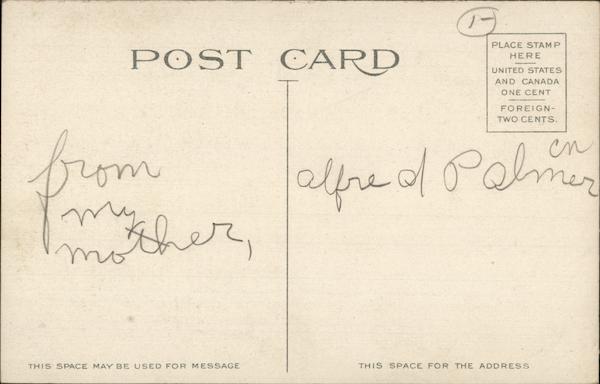 1-
POST CARD
PLACE STAMP
HERE
UNITED STATES
AND CANADA
ONE CENT
FOREIGN-
TWO CENTS.
from
my
mother,
alfred Palmer
THIS SPACE MAY BE USED FOR MESSAGE
THIS SPACE FOR THE ADDRESS